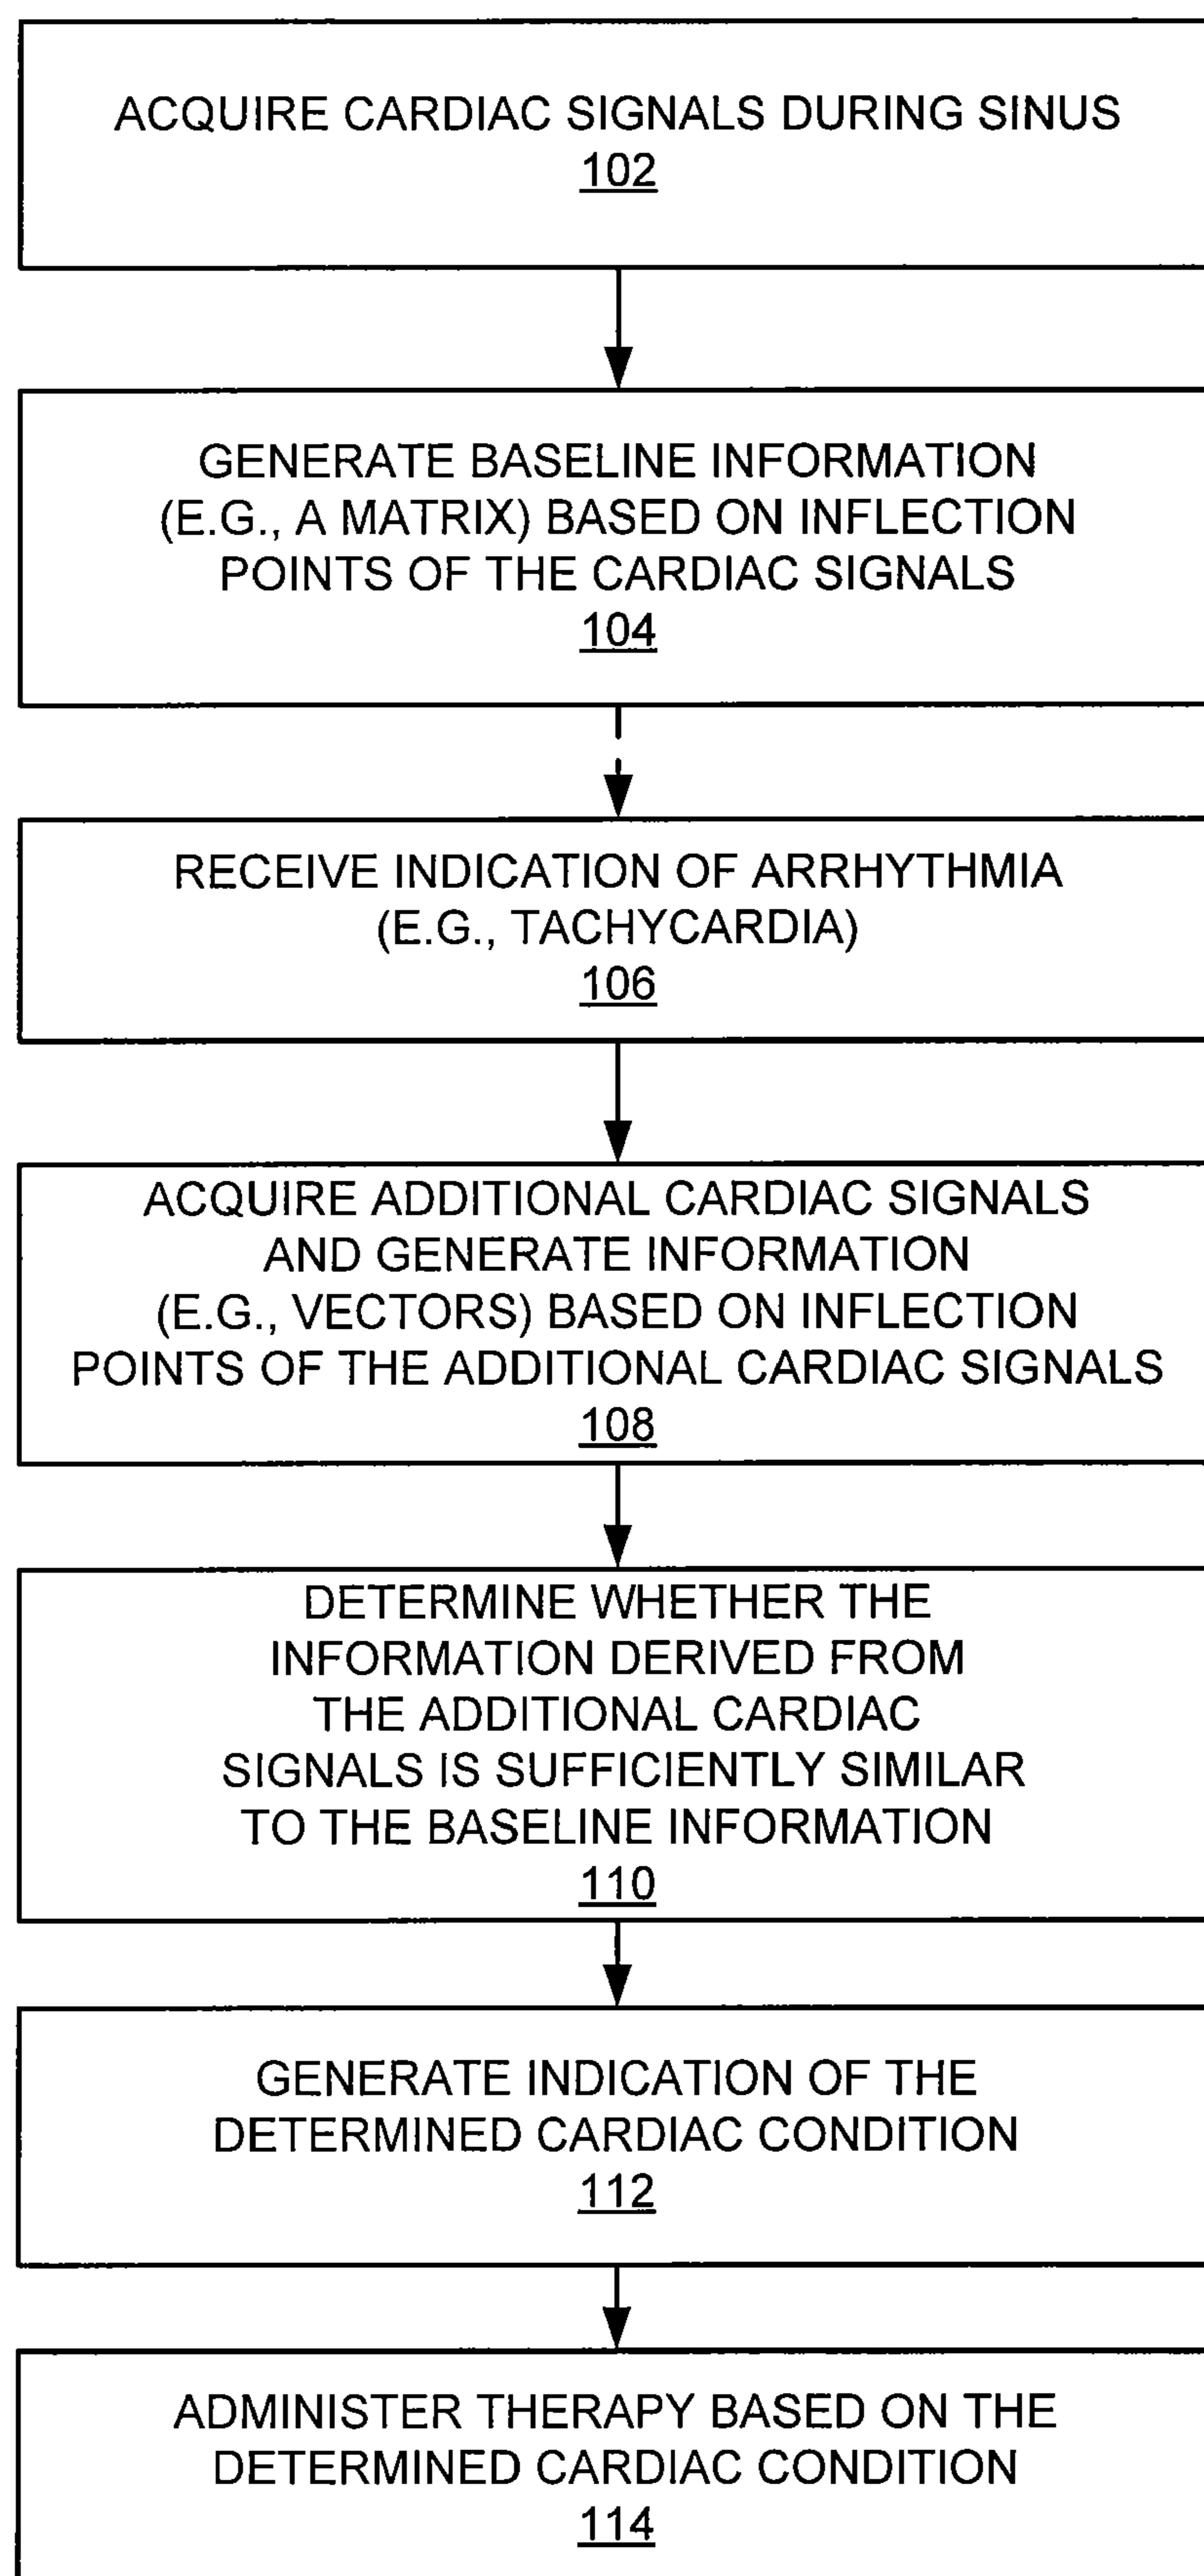 ACQUIRE CARDIAC SIGNALS DURING SINUS
102
GENERATE BASELINE INFORMATION
(E.G., A MATRIX) BASED ON INFLECTION
POINTS OF THE CARDIAC SIGNALS
104
RECEIVE INDICATION OF ARRHYTHMIA
(E.G., TACHYCARDIA)
106
ACQUIRE ADDITIONAL CARDIAC SIGNALS
AND GENERATE INFORMATION
(E.G., VECTORS) BASED ON INFLECTION
POINTS OF THE ADDITIONAL CARDIAC SIGNALS
108
DETERMINE WHETHER THE
INFORMATION DERIVED FROM
THE ADDITIONAL CARDIAC
SIGNALS IS SUFFICIENTLY SIMILAR
TO THE BASELINE INFORMATION
110
GENERATE INDICATION OF THE
DETERMINED CARDIAC CONDITION
112
ADMINISTER THERAPY BASED ON THE
DETERMINED CARDIAC CONDITION
114